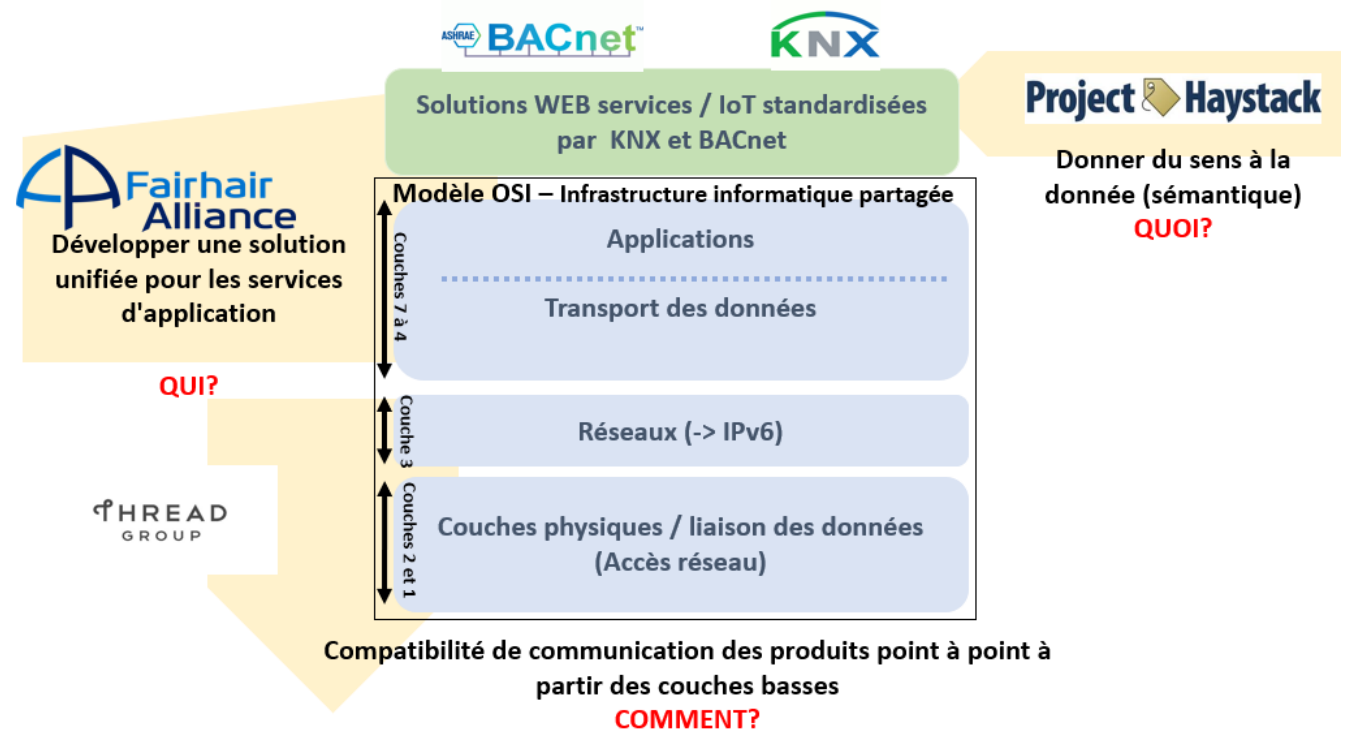 ASHRAE BACnet™
KNX
Solutions WEB services / IoT standardisées
par KNX et BACnet
Project Haystack
Donner du sens à la
donnée (sémantique)
QUOI?
Fairhair
Alliance
Développer une solution
unifiée pour les services
d'application
QUI?
Modèle OSI – Infrastructure informatique partagée
Couches 7 à 4
Applications
Transport des données
Couche 3
Réseaux (-> IPv6)
THREAD
GROUP
Couches 2 et 1
Couches physiques / liaison des données
(Accès réseau)
Compatibilité de communication des produits point à point à
partir des couches basses
COMMENT?